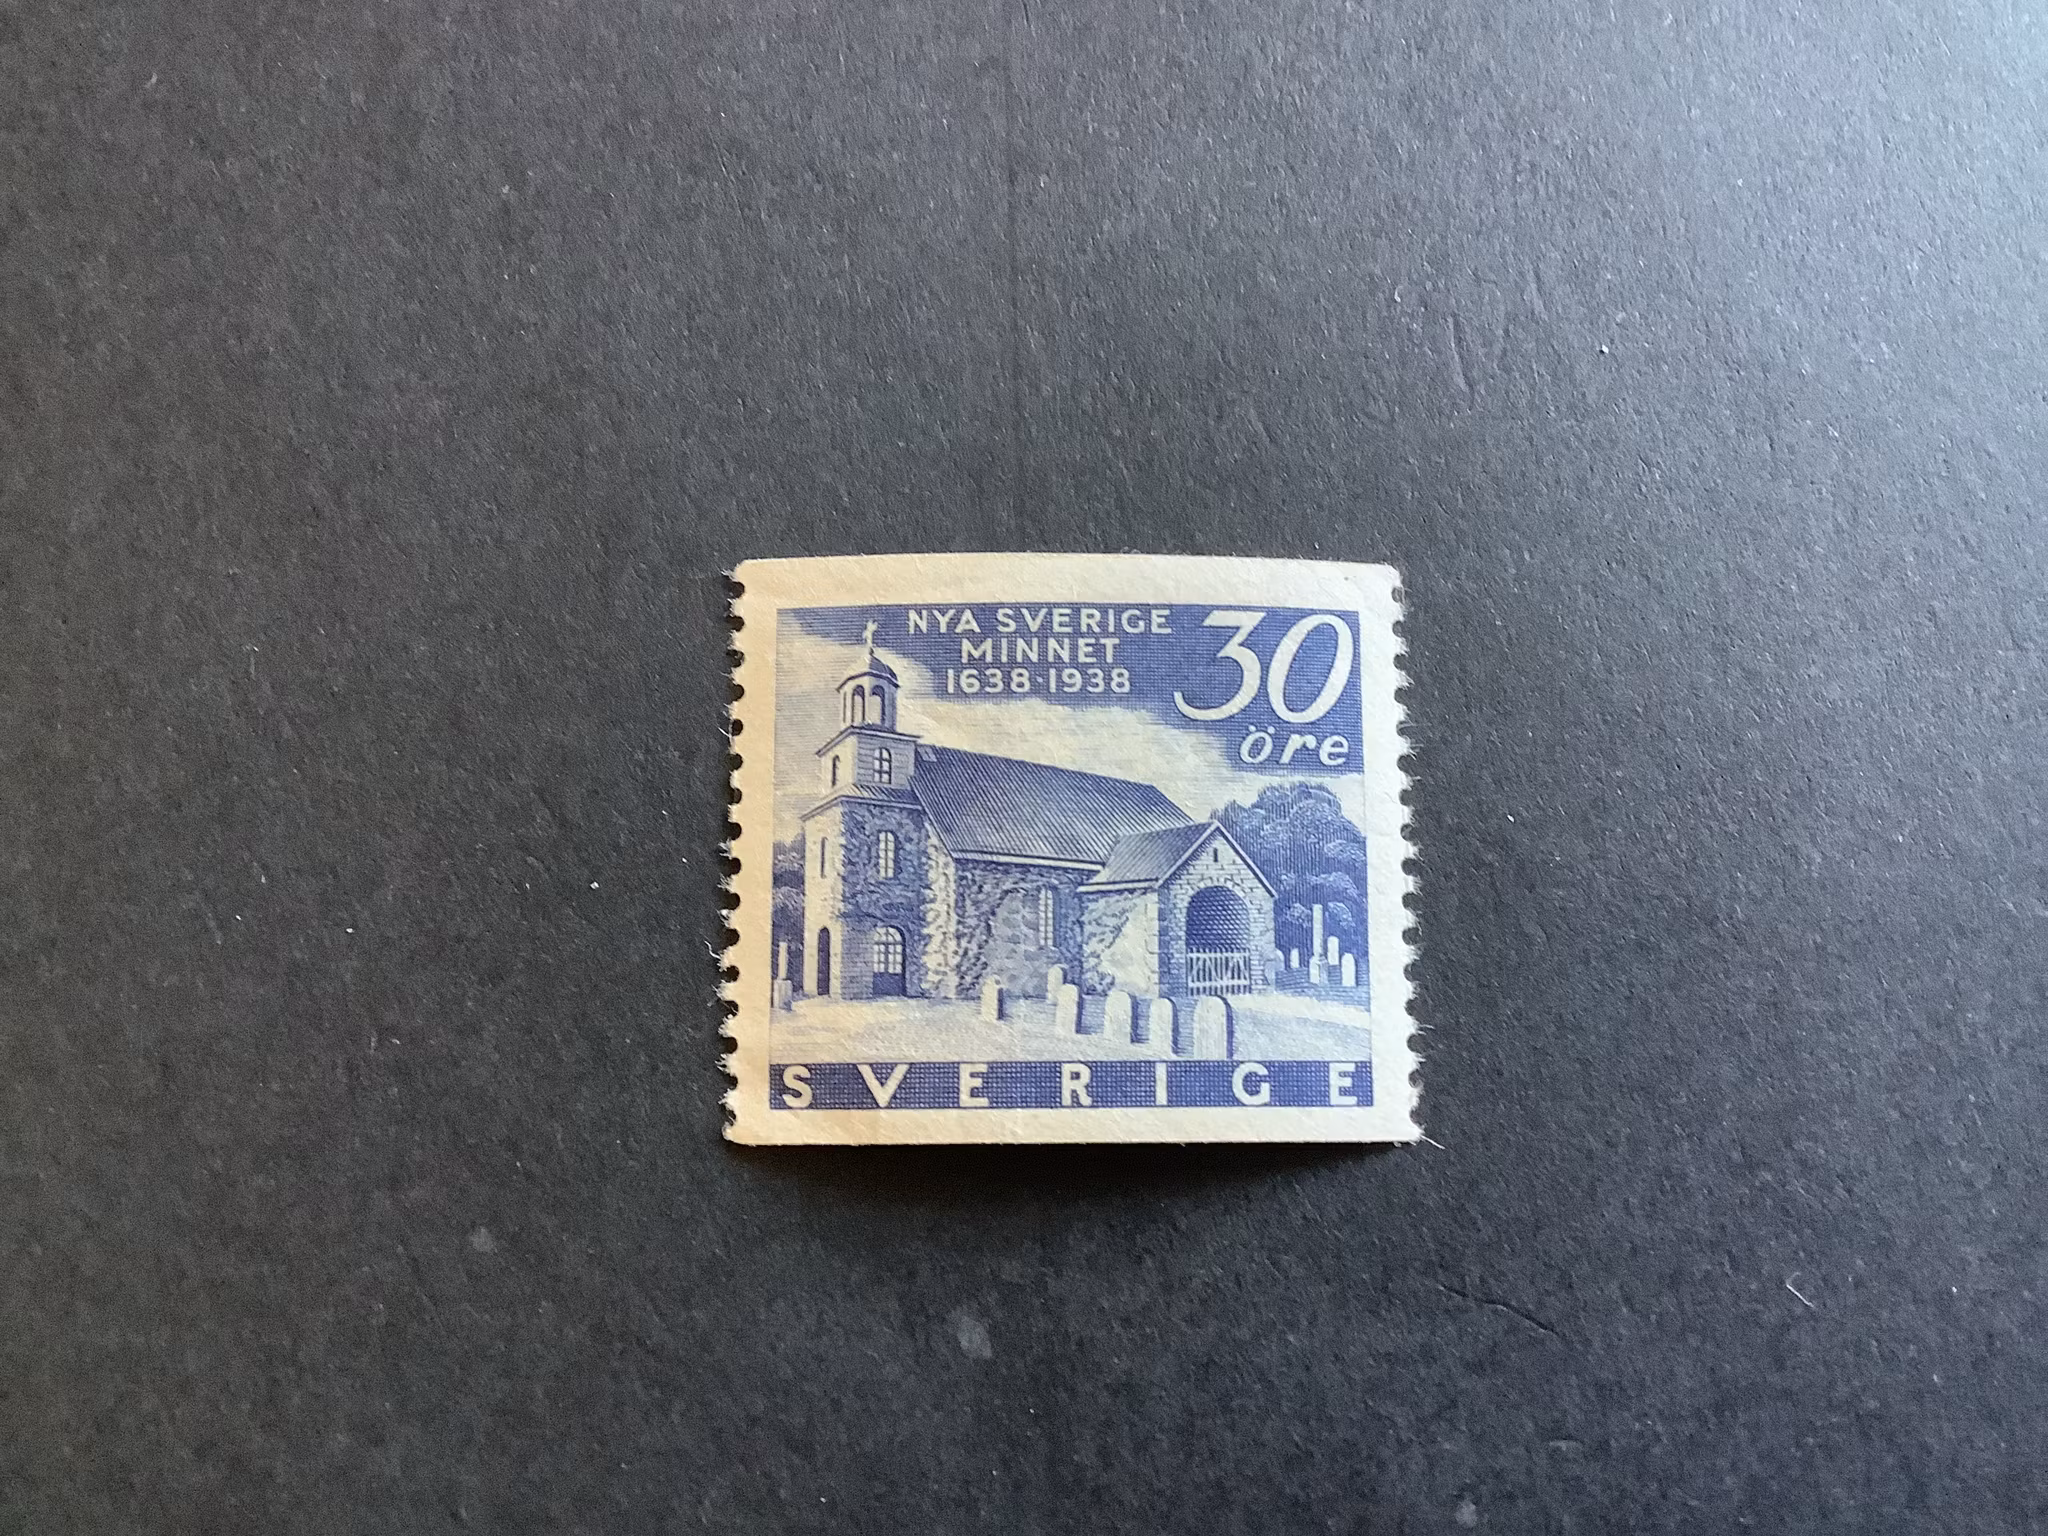 NYA SVERIGE
MINNET
1638·1938
30
öre
SVERIGE